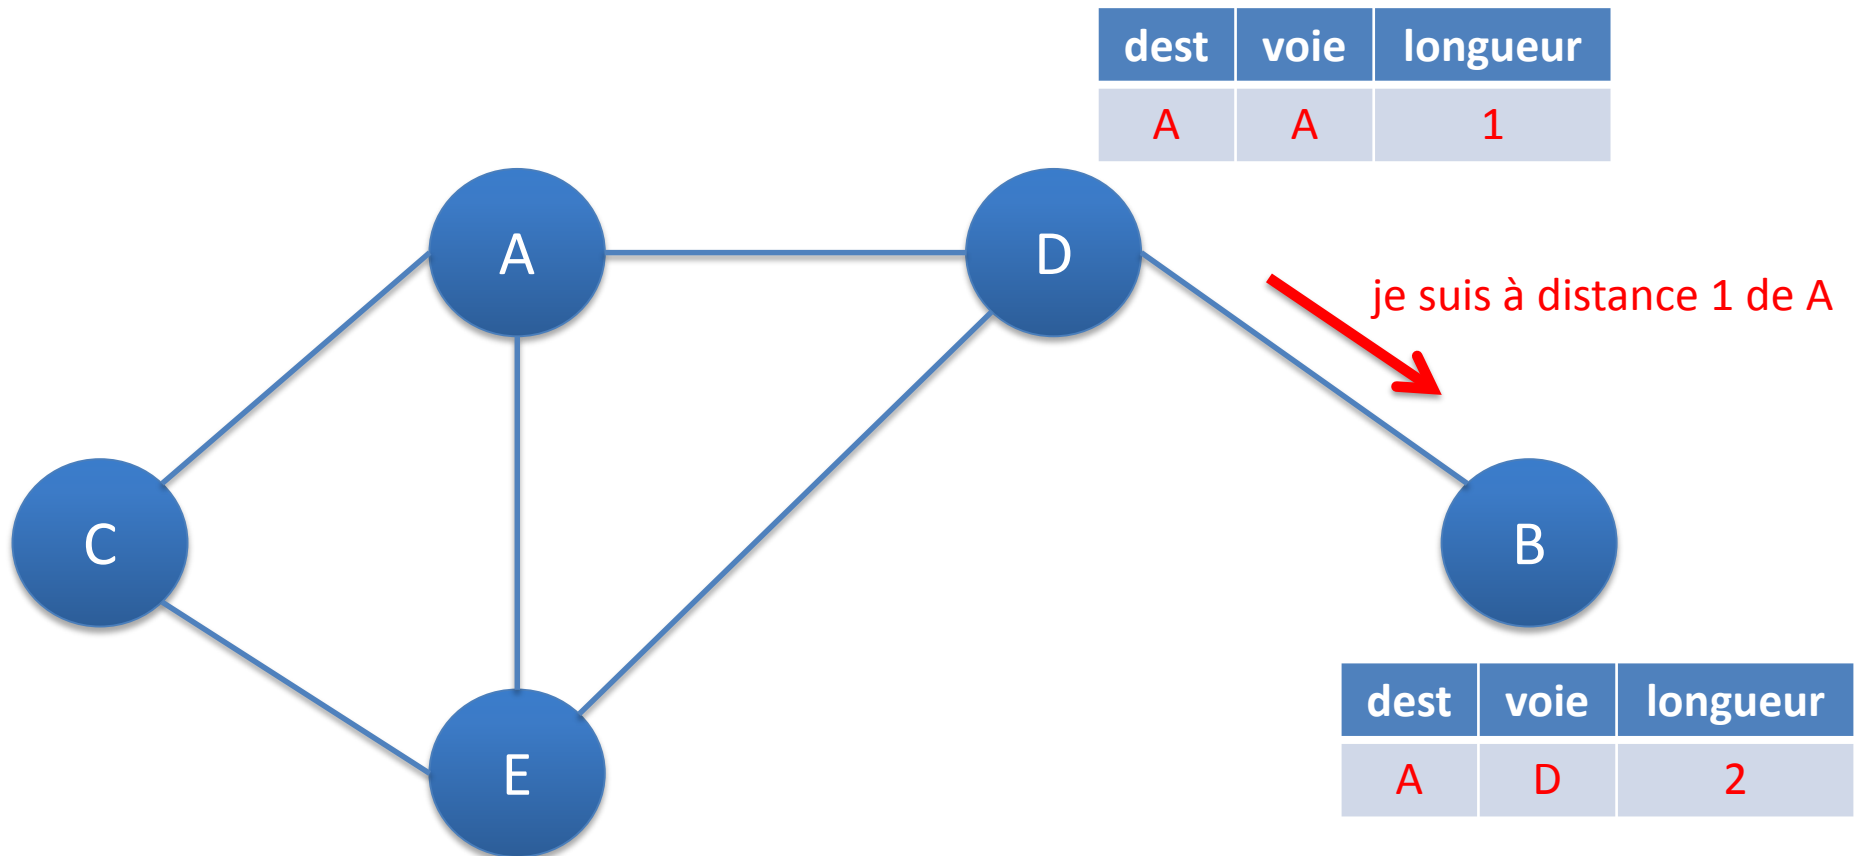 dest voie longueur
A A 1
A
D
je suis à distance 1 de A
C
B
E
dest voie longueur
A D 2